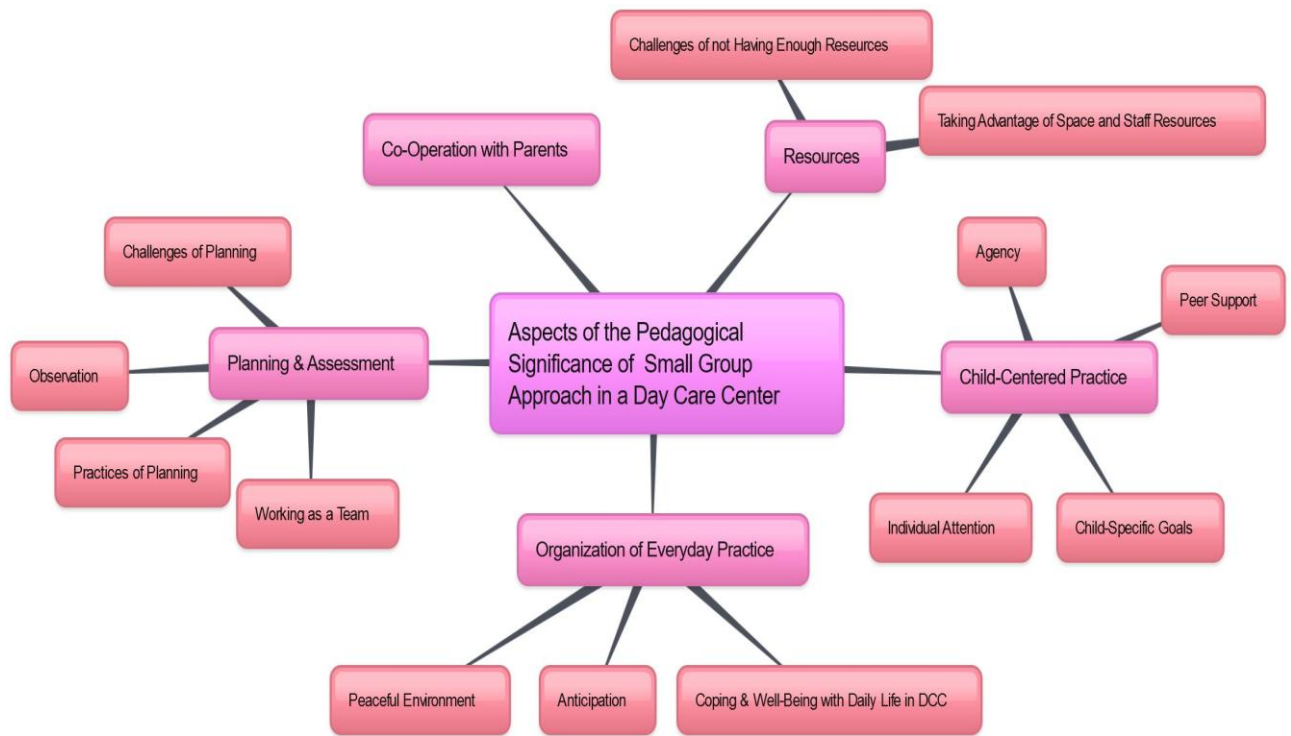 Challenges of not Having Enough Reseurces
Taking Advantage of Space and Staff Resources
Co-Operation with Parents
Resources
Challenges of Planning
Agency
Peer Support
Aspects of the Pedagogical
Significance of Small Group
Approach in a Day Care Center
Planning & Assessment
Observation
Child-Centered Practice
Practices of Planning
Working as a Team
Individual Attention
Child-Specific Goals
Organization of Everyday Practice
Peaceful Environment
Anticipation
Coping & Well-Being with Daily Life in DCC